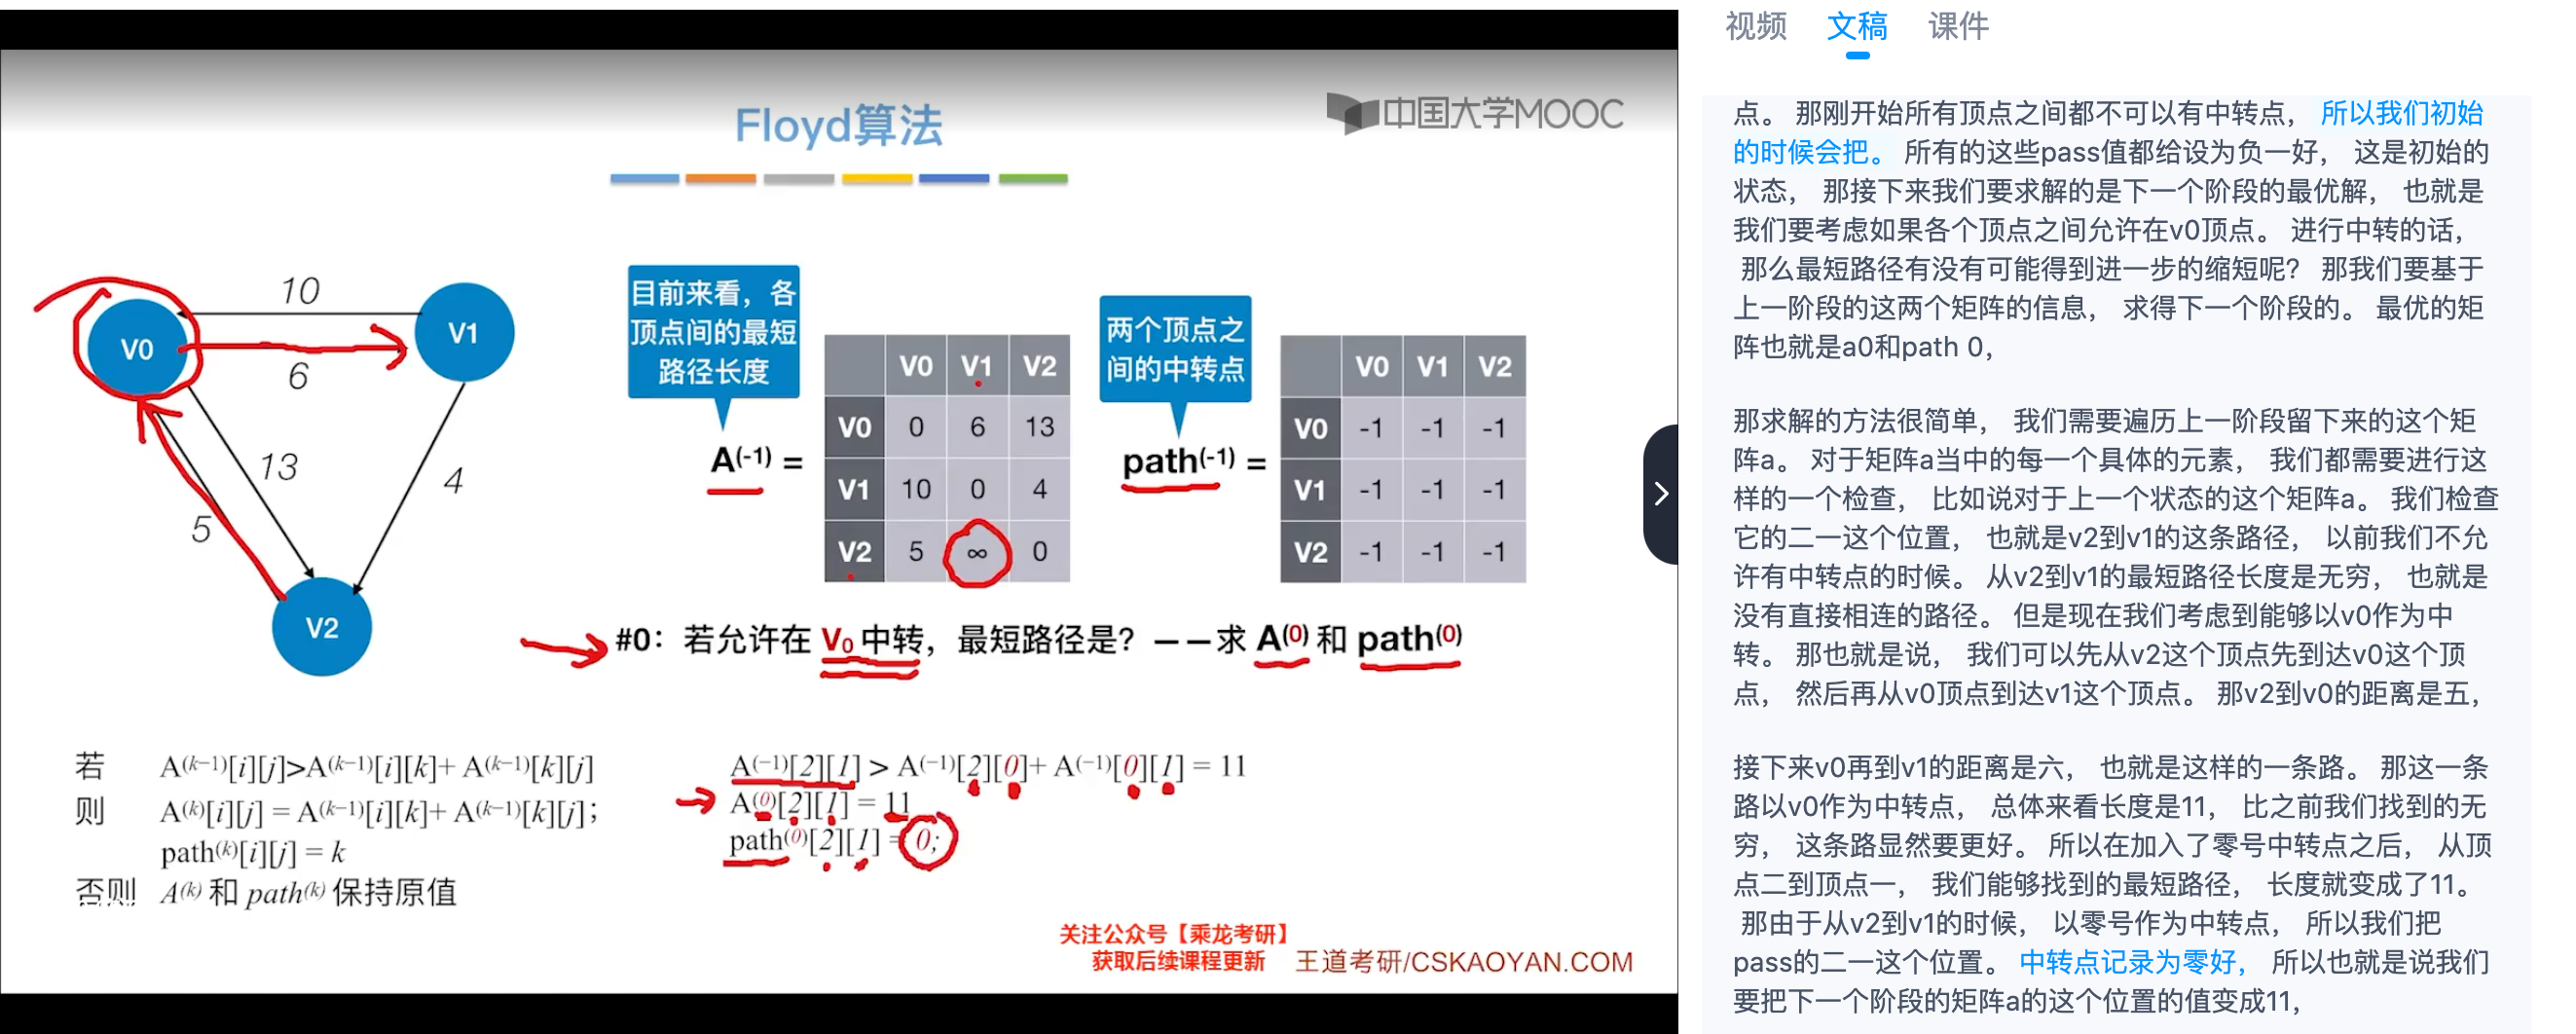 视频 文稿 课件
中国大学MOOC
Floyd算法
10
V0
V1
6
13
4
5
V2
目前来看，各
顶点间的最短
路径长度
A(-1) =
V0 V1 V2
V0 0 6 13
V1 10 0 4
V2 5 ∞ 0
两个顶点之
间的中转点
path(-1) =
V0 V1 V2
V0 -1 -1 -1
V1 -1 -1 -1
V2 -1 -1 -1
#0：若允许在 V0 中转，最短路径是？——求 A(0) 和 path(0)
若 A(k−1)[i][j]>A(k−1)[i][k]+ A(k−1)[k][j]
则 A(k)[i][j] = A(k−1)[i][k]+ A(k−1)[k][j];
path(k)[i][j] = k
否则 A(k) 和 path(k) 保持原值
A(−1)[2][1] > A(−1)[2][0]+ A(−1)[0][1] = 11
A(0)[2][1] = 11
path(0)[2][1] = 0;
关注公众号【乘龙考研】
获取后续课程更新
王道考研/CSKAOYAN.COM
点。 那刚开始所有顶点之间都不可以有中转点， 所以我们初始
的时候会把。 所有的这些pass值都给设为负一好， 这是初始的
状态， 那接下来我们要求解的是下一个阶段的最优解， 也就是
我们要考虑如果各个顶点之间允许在v0顶点。 进行中转的话，
那么最短路径有没有可能得到进一步的缩短呢？ 那我们要基于
上一阶段的这两个矩阵的信息， 求得下一个阶段的。 最优的矩
阵也就是a0和path 0，
那求解的方法很简单， 我们需要遍历上一阶段留下来的这个矩
阵a。 对于矩阵a当中的每一个具体的元素， 我们都需要进行这
样的一个检查， 比如说对于上一个状态的这个矩阵a。 我们检查
它的二一这个位置， 也就是v2到v1的这条路径， 以前我们不允
许有中转点的时候。 从v2到v1的最短路径长度是无穷， 也就是
没有直接相连的路径。 但是现在我们考虑到能够以v0作为中
转。 那也就是说， 我们可以先从v2这个顶点先到达v0这个顶
点， 然后再从v0顶点到达v1这个顶点。 那v2到v0的距离是五，
接下来v0再到v1的距离是六， 也就是这样的一条路。 那这一条
路以v0作为中转点， 总体来看长度是11， 比之前我们找到的无
穷， 这条路显然要更好。 所以在加入了零号中转点之后， 从顶
点二到顶点一， 我们能够找到的最短路径， 长度就变成了11。
那由于从v2到v1的时候， 以零号作为中转点， 所以我们把
pass的二一这个位置。 中转点记录为零好， 所以也就是说我们
要把下一个阶段的矩阵a的这个位置的值变成11，